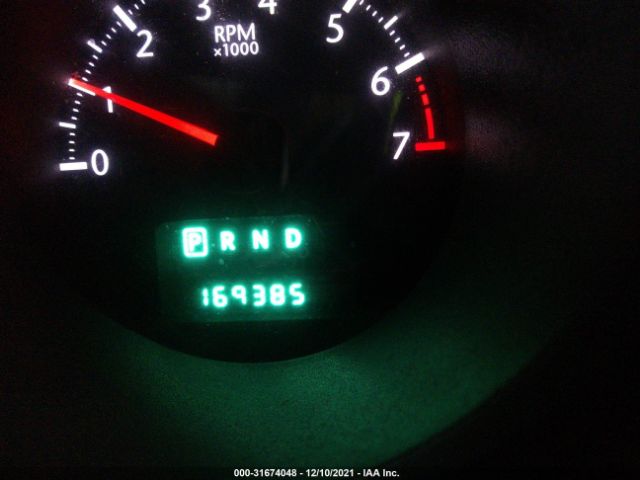 0 1 2 3 4 5 6 7
RPM
x1000
P R N D
169385
000-31674048 - 12/10/2021 - IAA Inc.